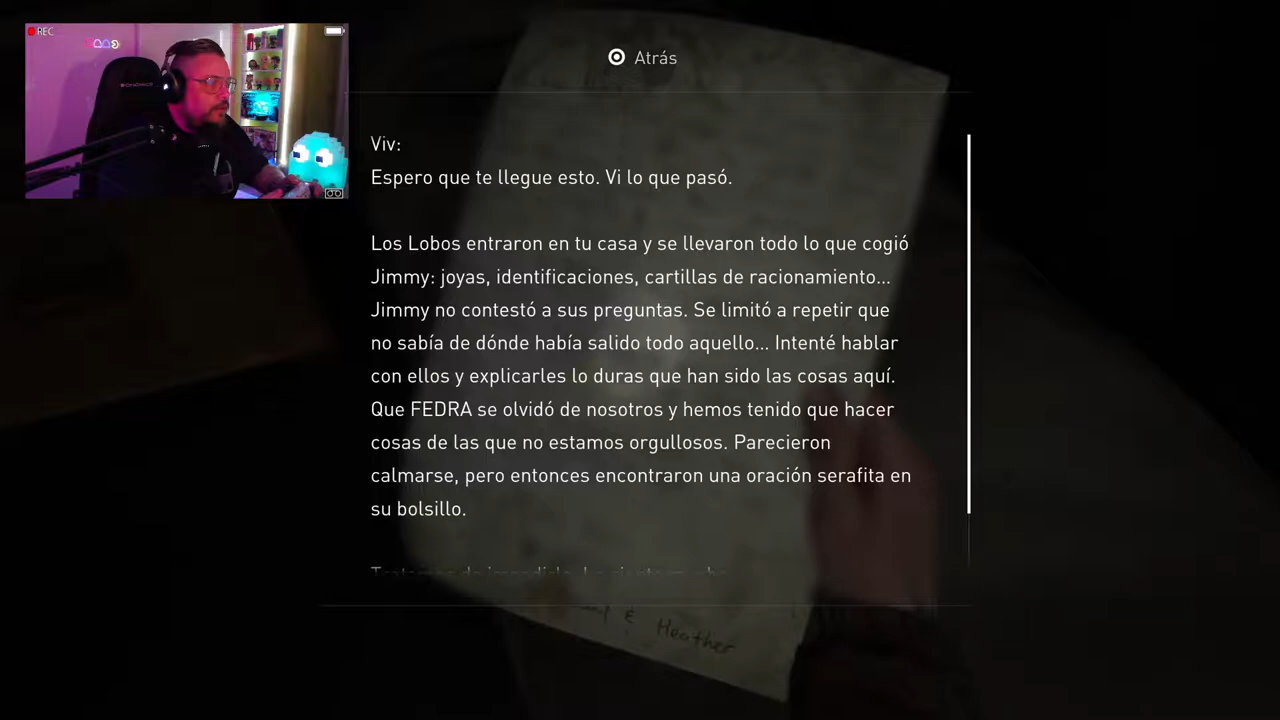 REC
Atrás
Viv:
Espero que te llegue esto. Vi lo que pasó.
Los Lobos entraron en tu casa y se llevaron todo lo que cogió
Jimmy: joyas, identificaciones, cartillas de racionamiento...
Jimmy no contestó a sus preguntas. Se limitó a repetir que
no sabía de dónde había salido todo aquello... Intenté hablar
con ellos y explicarles lo duras que han sido las cosas aquí.
Que FEDRA se olvidó de nosotros y hemos tenido que hacer
cosas de las que no estamos orgullosos. Parecieron
calmarse, pero entonces encontraron una oración serafita en
su bolsillo.
& Heather